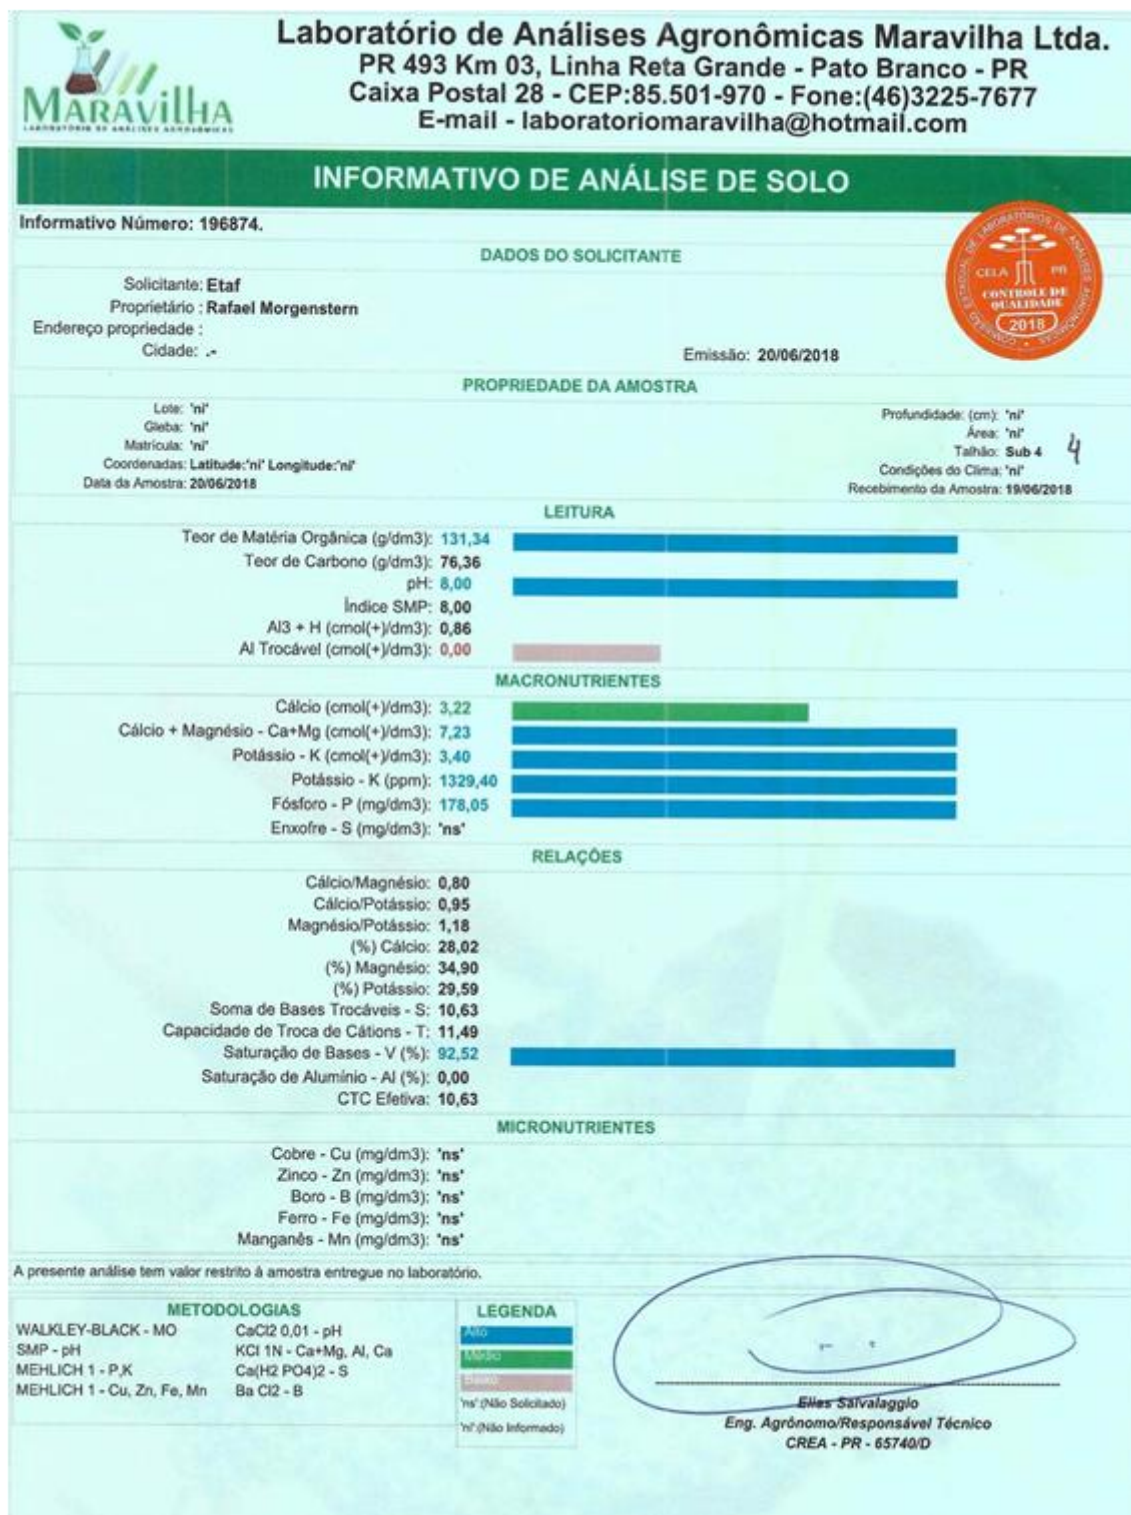 MARAVilhA
LABORATÓRIO DE ANÁLISES AGRONÔMICAS
Laboratório de Análises Agronômicas Maravilha Ltda.
PR 493 Km 03, Linha Reta Grande - Pato Branco - PR
Caixa Postal 28 - CEP:85.501-970 - Fone:(46)3225-7677
E-mail - laboratoriomaravilha@hotmail.com
INFORMATIVO DE ANÁLISE DE SOLO
Informativo Número: 196874.
COMISSÃO ESTADUAL DE LABORATÓRIOS DE ANÁLISES AGRONÔMICAS
CELA PR
CONTROLE DE
QUALIDADE
2018
DADOS DO SOLICITANTE
Solicitante: Etaf
Proprietário : Rafael Morgenstern
Endereço propriedade :
Cidade: .-
Emissão: 20/06/2018
PROPRIEDADE DA AMOSTRA
Lote: 'ni'
Gleba: 'ni'
Matrícula: 'ni'
Coordenadas: Latitude:'ni' Longitude:'ni'
Data da Amostra: 20/06/2018
Profundidade: (cm): 'ni'
Área: 'ni'
Talhão: Sub 4 4
Condições do Clima: 'ni'
Recebimento da Amostra: 19/06/2018
LEITURA
Teor de Matéria Orgânica (g/dm3): 131,34
Teor de Carbono (g/dm3): 76,36
pH: 8,00
Índice SMP: 8,00
Al3 + H (cmol(+)/dm3): 0,86
Al Trocável (cmol(+)/dm3): 0,00
MACRONUTRIENTES
Cálcio (cmol(+)/dm3): 3,22
Cálcio + Magnésio - Ca+Mg (cmol(+)/dm3): 7,23
Potássio - K (cmol(+)/dm3): 3,40
Potássio - K (ppm): 1329,40
Fósforo - P (mg/dm3): 178,05
Enxofre - S (mg/dm3): 'ns'
RELAÇÕES
Cálcio/Magnésio: 0,80
Cálcio/Potássio: 0,95
Magnésio/Potássio: 1,18
(%) Cálcio: 28,02
(%) Magnésio: 34,90
(%) Potássio: 29,59
Soma de Bases Trocáveis - S: 10,63
Capacidade de Troca de Cátions - T: 11,49
Saturação de Bases - V (%): 92,52
Saturação de Alumínio - Al (%): 0,00
CTC Efetiva: 10,63
MICRONUTRIENTES
Cobre - Cu (mg/dm3): 'ns'
Zinco - Zn (mg/dm3): 'ns'
Boro - B (mg/dm3): 'ns'
Ferro - Fe (mg/dm3): 'ns'
Manganês - Mn (mg/dm3): 'ns'
A presente análise tem valor restrito á amostra entregue no laboratório.
METODOLOGIAS
WALKLEY-BLACK - MO CaCl2 0,01 - pH
SMP - pH KCl 1N - Ca+Mg, Al, Ca
MEHLICH 1 - P,K Ca(H2 PO4)2 - S
MEHLICH 1 - Cu, Zn, Fe, Mn Ba Cl2 - B
LEGENDA
Alto
Médio
Baixo
'ns':(Não Solicitado)
'ni':(Não Informado)
Elias Salvalaggio
Eng. Agrônomo/Responsável Técnico
CREA - PR - 65740/D